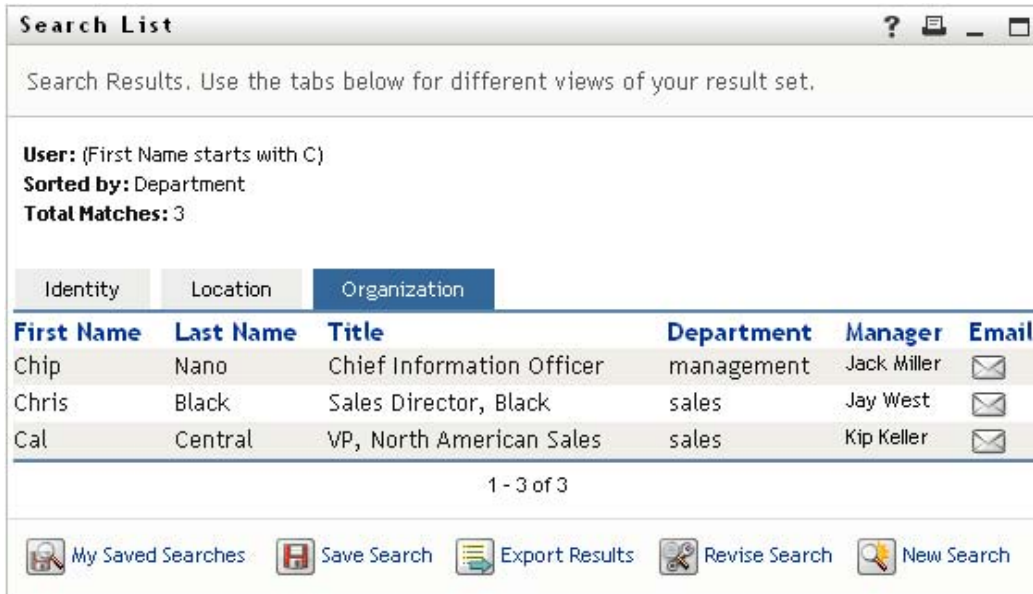 Search List ?
Search Results. Use the tabs below for different views of your result set.
User: (First Name starts with C)
Sorted by: Department
Total Matches: 3
Identity Location Organization
First Name Last Name Title Department Manager Email
Chip Nano Chief Information Officer management Jack Miller
Chris Black Sales Director, Black sales Jay West
Cal Central VP, North American Sales sales Kip Keller
1 - 3 of 3
My Saved Searches Save Search Export Results Revise Search New Search